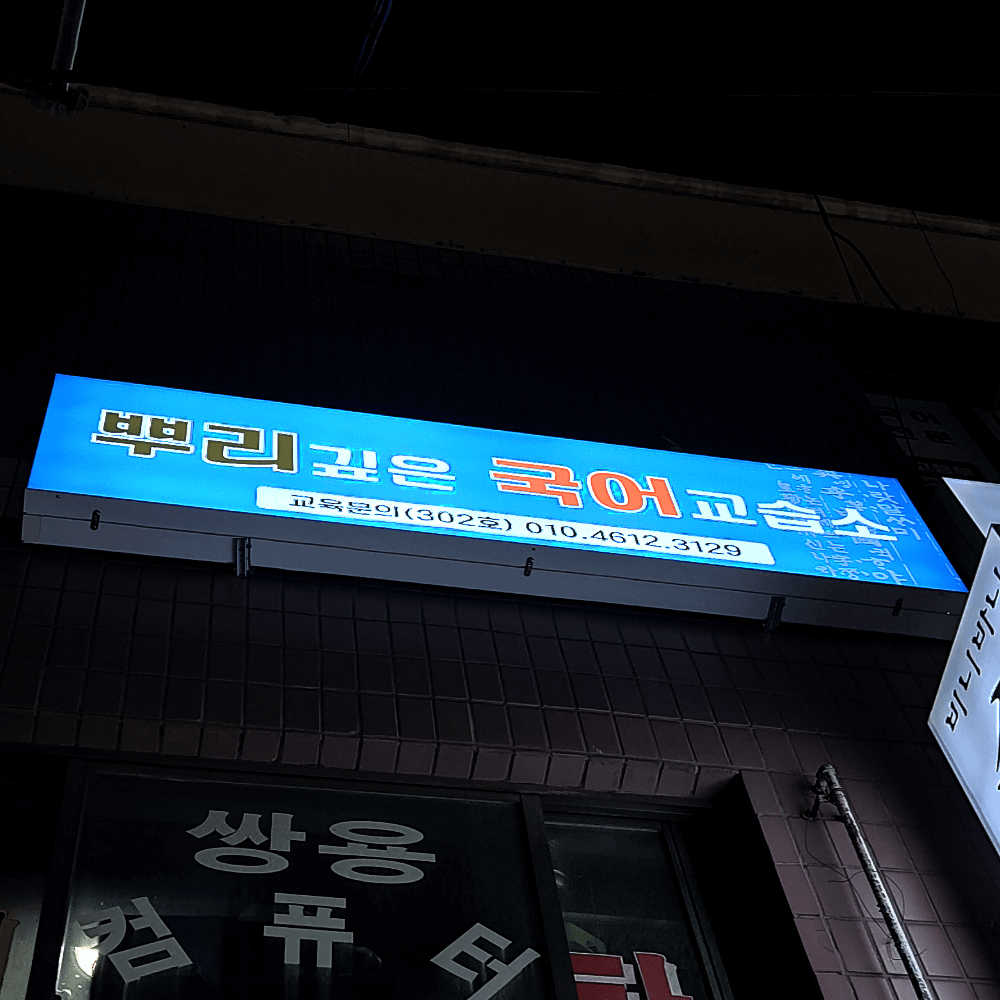 뿌리깊은 국어교습소
교육문의(302호) 010.4612.3129
쌍용
컴퓨터